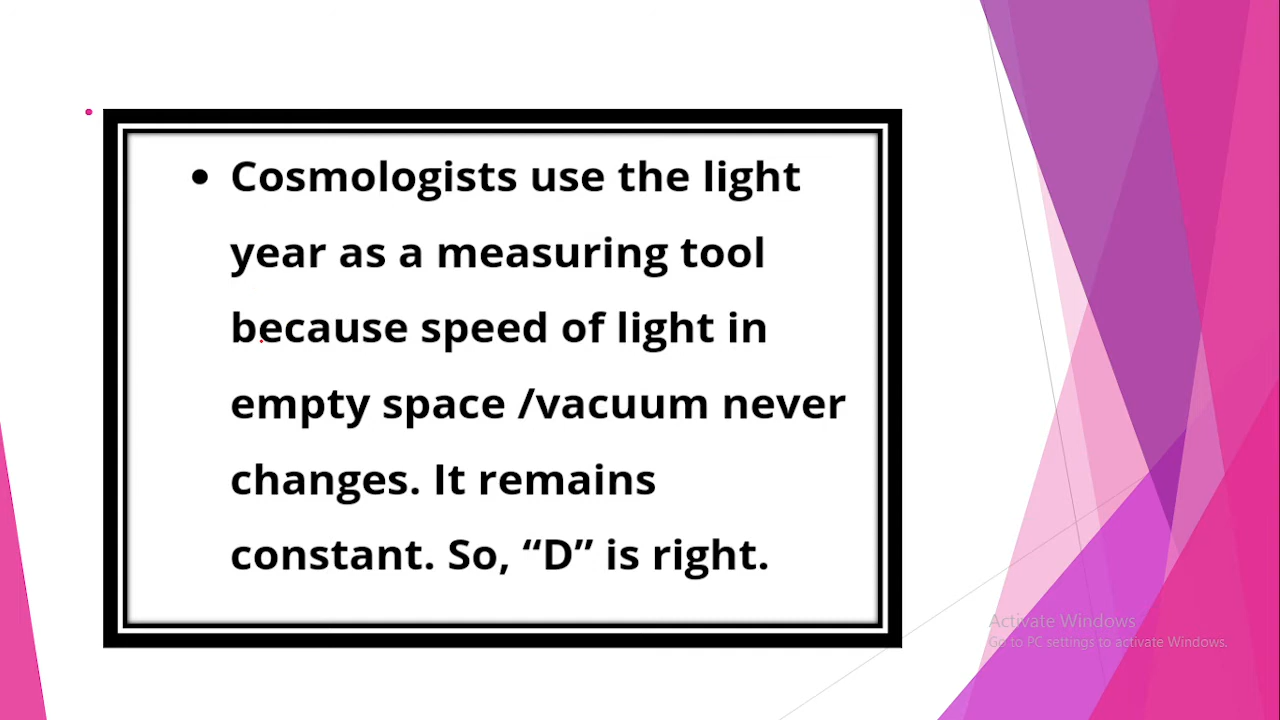 • Cosmologists use the light
year as a measuring tool
because speed of light in
empty space /vacuum never
changes. It remains
constant. So, “D” is right.
Activate Windows
Go to PC settings to activate Windows.